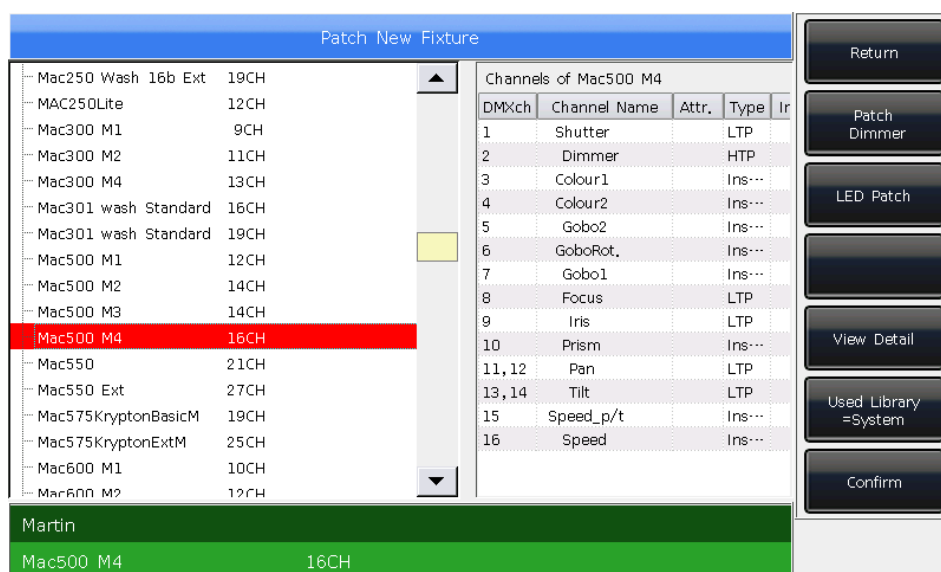 Patch New Fixture
Mac250 Wash 16b Ext 19CH
MAC250Lite 12CH
Mac300 M1 9CH
Mac300 M2 11CH
Mac300 M4 13CH
Mac301 wash Standard 16CH
Mac301 wash Standard 19CH
Mac500 M1 12CH
Mac500 M2 14CH
Mac500 M3 14CH
Mac500 M4 16CH
Mac550 21CH
Mac550 Ext 27CH
Mac575KryptonBasicM 19CH
Mac575KryptonExtM 25CH
Mac600 M1 10CH
Mac600 M2 12CH
Channels of Mac500 M4
DMXch Channel Name Attr. Type Ir
1 Shutter LTP
2 Dimmer HTP
3 Colour1 Ins···
4 Colour2 Ins···
5 Gobo2 Ins···
6 GoboRot. Ins···
7 Gobo1 Ins···
8 Focus LTP
9 Iris LTP
10 Prism Ins···
11,12 Pan LTP
13,14 Tilt LTP
15 Speed_p/t Ins···
16 Speed Ins···
Martin
Mac500 M4 16CH
Return
Patch
Dimmer
LED Patch
View Detail
Used Library
=System
Confirm